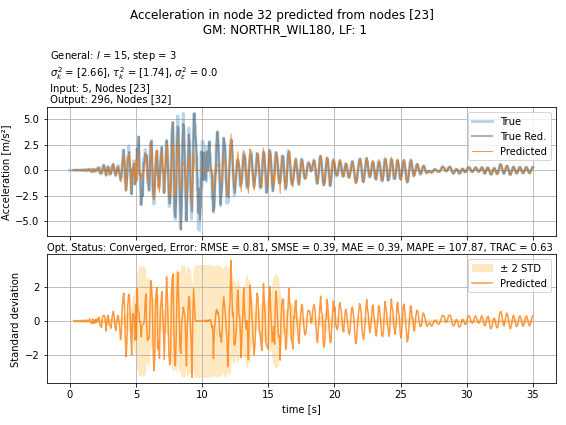 Acceleration in node 32 predicted from nodes [23]
GM: NORTHR_WIL180, LF: 1
General: l = 15, step = 3
σ²ₖ = [2.66], τ²ₖ = [1.74], σ²ᵣ = 0.0
Input: 5, Nodes [23]
Output: 296, Nodes [32]
Acceleration [m/s²]
5.0
2.5
0.0
−2.5
−5.0
True
True Red.
Predicted
Opt. Status: Converged, Error: RMSE = 0.81, SMSE = 0.39, MAE = 0.39, MAPE = 107.87, TRAC = 0.63
Standard deviation
2
0
−2
± 2 STD
Predicted
0 5 10 15 20 25 30 35
time [s]